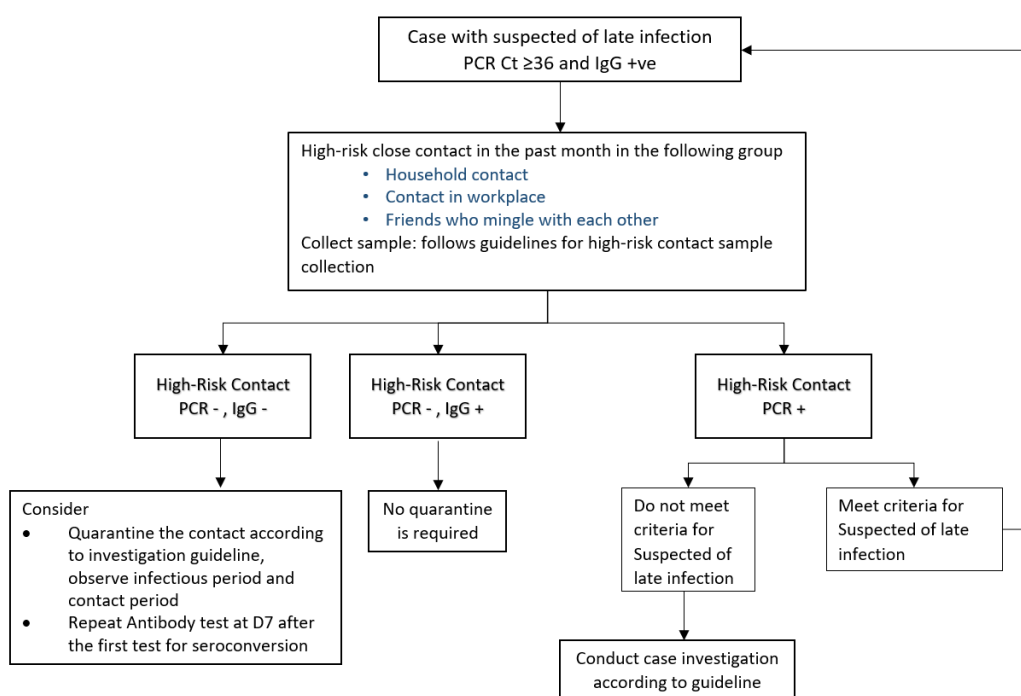 Case with suspected of late infection
PCR Ct ≥36 and IgG +ve
High-risk close contact in the past month in the following group
• Household contact
• Contact in workplace
• Friends who mingle with each other
Collect sample: follows guidelines for high-risk contact sample
collection
High-Risk Contact
PCR - , IgG -
High-Risk Contact
PCR - , IgG +
High-Risk Contact
PCR +
Consider
• Quarantine the contact according
to investigation guideline,
observe infectious period and
contact period
• Repeat Antibody test at D7 after
the first test for seroconversion
No quarantine
is required
Do not meet
criteria for
Suspected of
late infection
Meet criteria for
Suspected of late
infection
Conduct case investigation
according to guideline